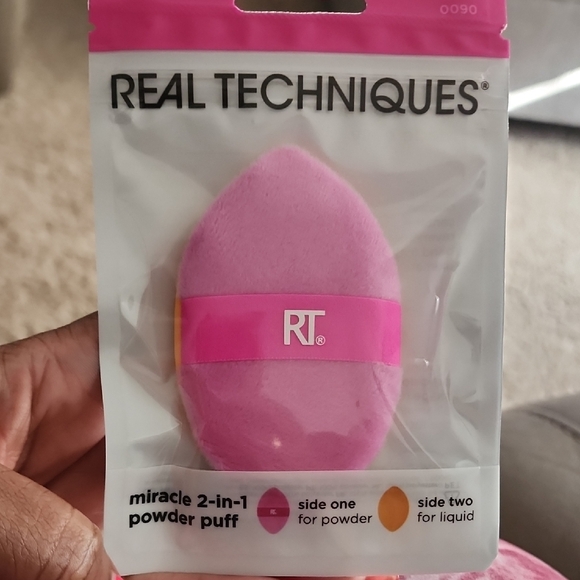 0090
REAL TECHNIQUES®
RT®
miracle 2-in-1
powder puff
side one
for powder
side two
for liquid